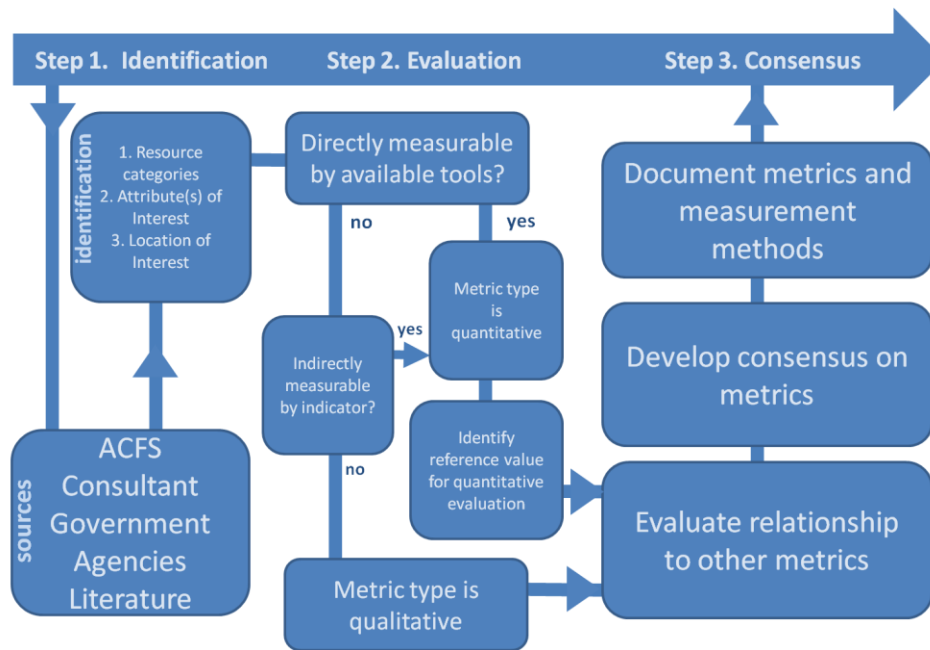 Step 1.  Identification
Step 2. Evaluation
Step 3. Consensus
identification
1. Resource
categories
2. Attribute(s) of
Interest
3. Location of
Interest
sources
ACFS
Consultant
Government
Agencies
Literature
Directly measurable
by available tools?
no
yes
Indirectly
measurable
by indicator?
yes
no
Metric type
is
quantitative
Identify
reference value
for quantitative
evaluation
Metric type is
qualitative
Document metrics and
measurement
methods
Develop consensus on
metrics
Evaluate relationship
to other metrics